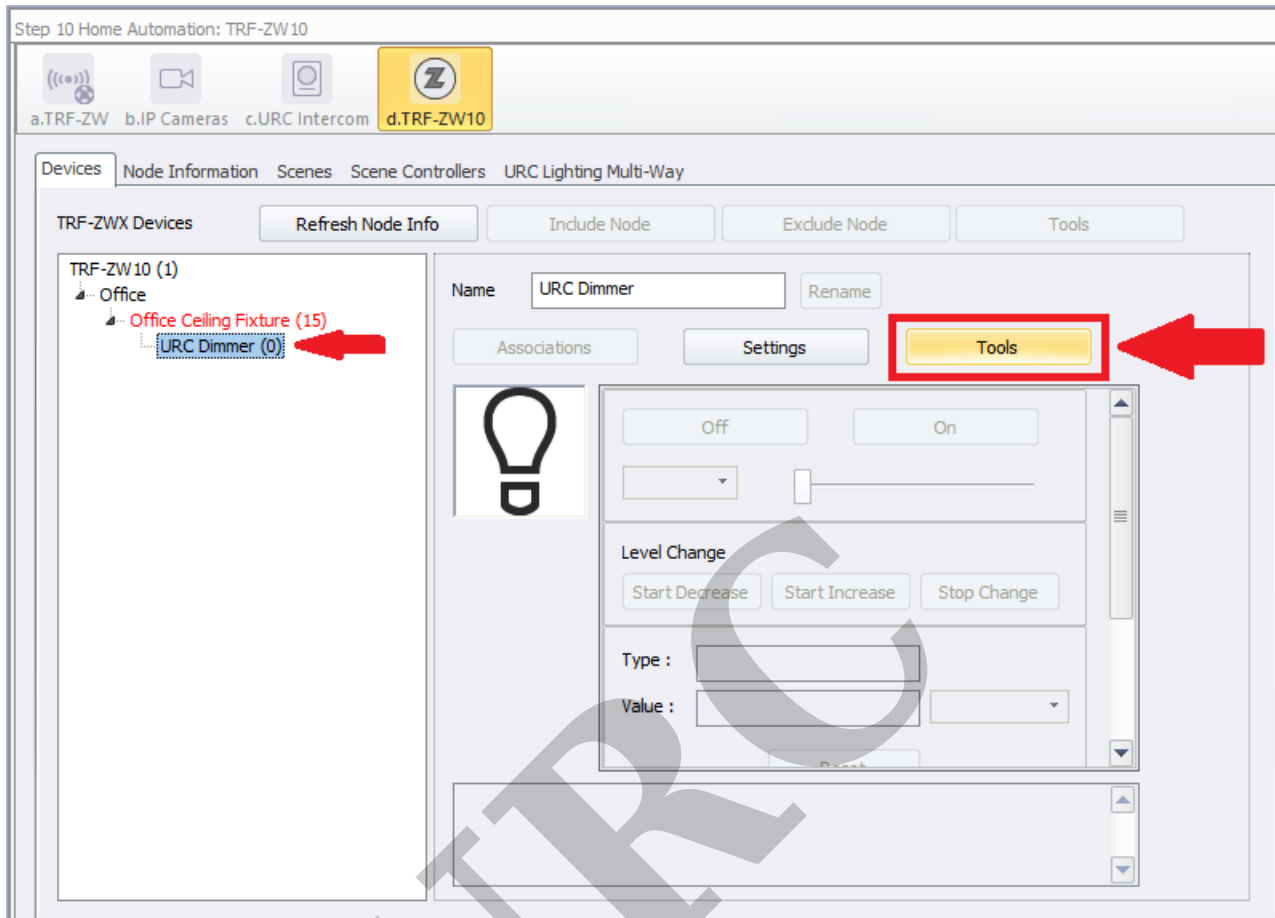 Step 10 Home Automation: TRF-ZW10
a.TRF-ZW b.IP Cameras c.URC Intercom d.TRF-ZW10
Devices Node Information Scenes Scene Controllers URC Lighting Multi-Way
TRF-ZWX Devices Refresh Node Info Include Node Exclude Node Tools
TRF-ZW10 (1)
Office
Office Ceiling Fixture (15)
URC Dimmer (0)
Name URC Dimmer Rename
Associations Settings Tools
Off On
Level Change
Start Decrease Start Increase Stop Change
Type :
Value :
Reset
URC